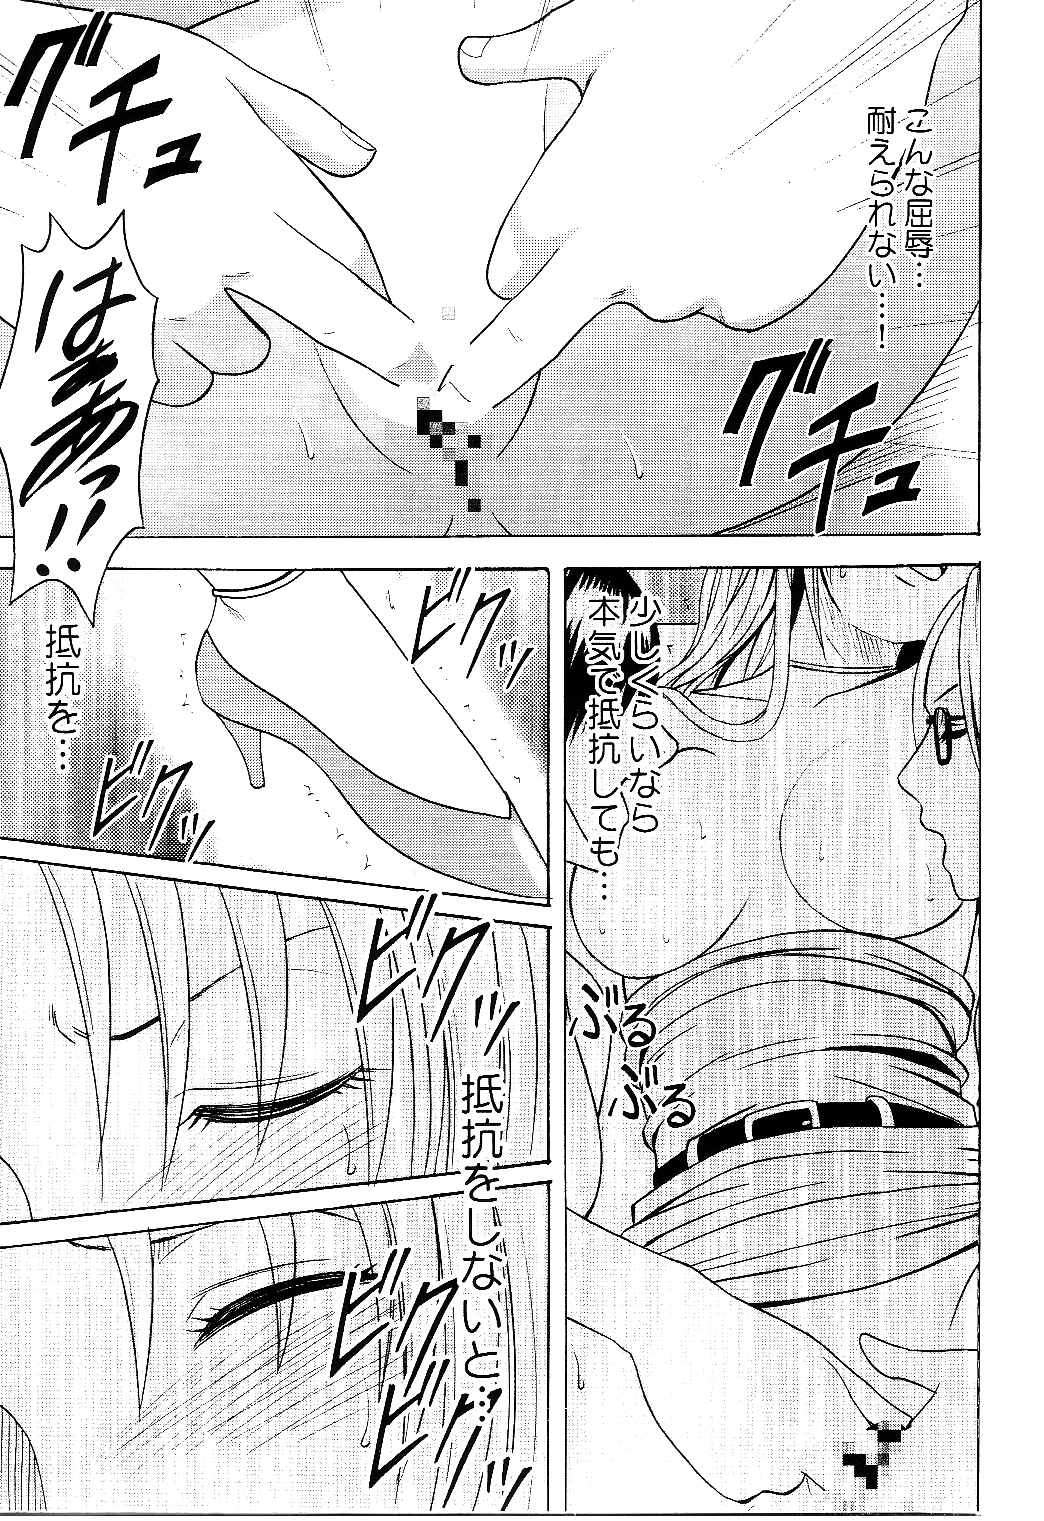 こんな屈辱…
耐えられない…！
グチュ
グチュ
はぁあっ!!
少しくらいなら
本気で抵抗しても…
ぶる
ぶる
ビクッ
ビクッ
抵抗を…
ビクッ
抵抗をしないと…
ビクッ
ビクッ